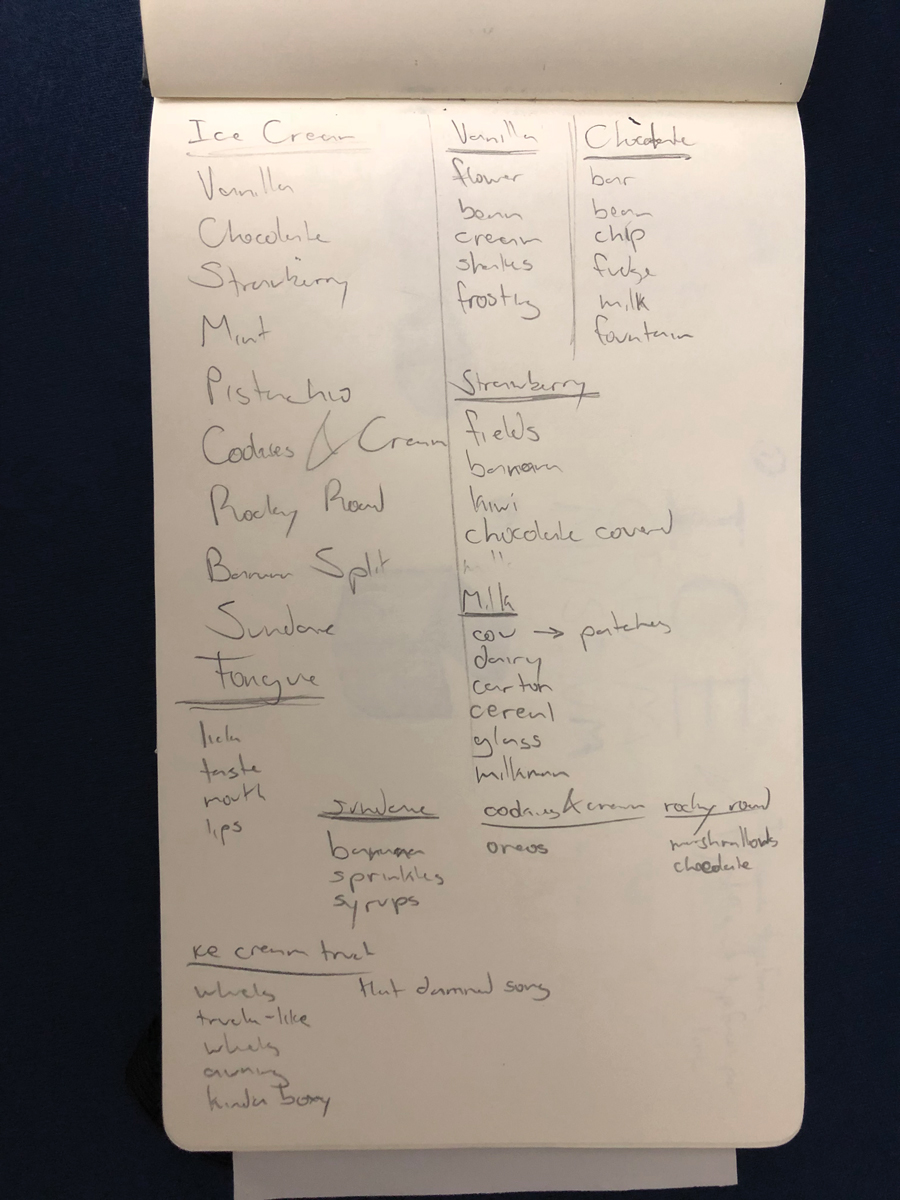 Ice Cream
Vanilla
Chocolate
Strawberry
Mint
Pistachio
Cookies & Cream
Rocky Road
Banana Split
Sundae
Tongue
lick
taste
mouth
lips
Vanilla
flower
bean
cream
shakes
frosting
Chocolate
bar
bean
chip
fudge
milk
fountain
Strawberry
fields
banana
kiwi
chocolate covered
Milk
cow → patches
dairy
carton
cereal
glass
milkman
sundae
banana
sprinkles
syrups
cookies & cream
oreos
rocky road
marshmallows
chocolate
ice cream truck
wheels
truck-like
wheels
awning
kinda boxy
that damned song